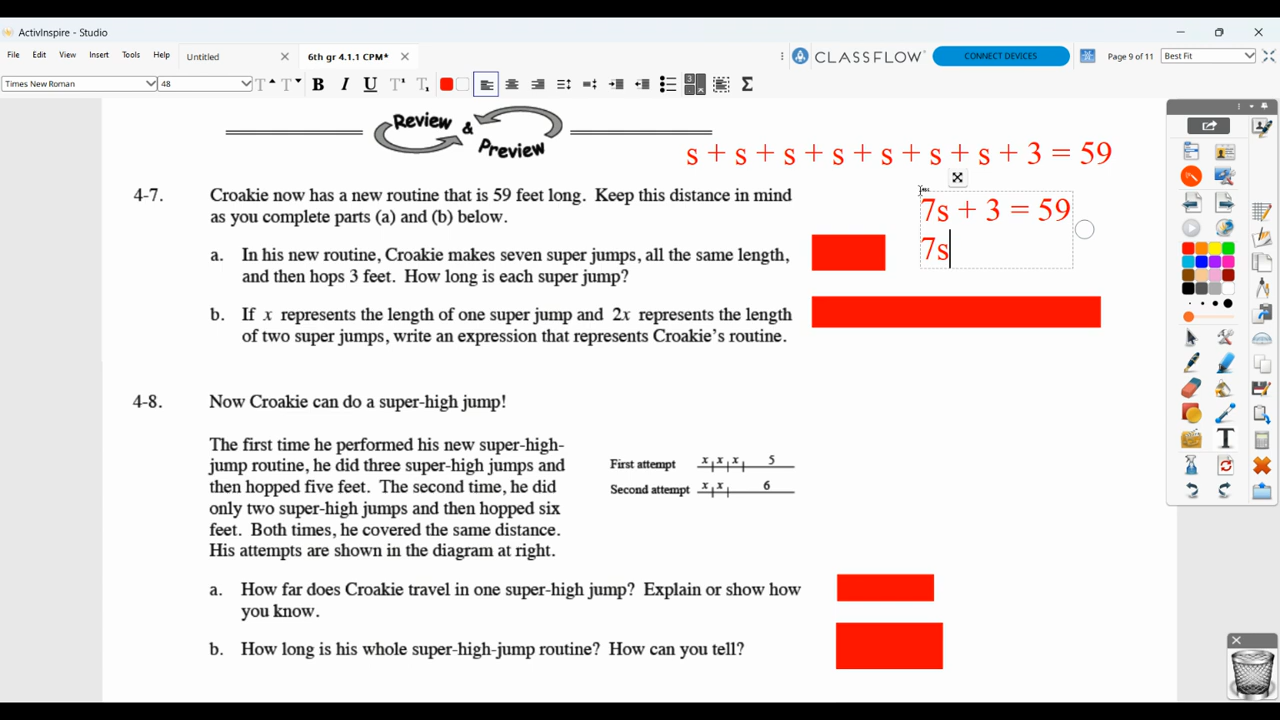 ActivInspire - Studio
File Edit View Insert Tools Help Untitled 6th gr 4.1.1 CPM* CLASSFLOW CONNECT DEVICES Page 9 of 11 Best Fit
Times New Roman 48 B I U
Review & Preview
s + s + s + s + s + s + s + 3 = 59
4-7. Croakie now has a new routine that is 59 feet long. Keep this distance in mind
as you complete parts (a) and (b) below.
7s + 3 = 59
7s
a. In his new routine, Croakie makes seven super jumps, all the same length,
and then hops 3 feet. How long is each super jump?
b. If x represents the length of one super jump and 2x represents the length
of two super jumps, write an expression that represents Croakie's routine.
4-8. Now Croakie can do a super-high jump!
The first time he performed his new super-high-
jump routine, he did three super-high jumps and
then hopped five feet. The second time, he did
only two super-high jumps and then hopped six
feet. Both times, he covered the same distance.
His attempts are shown in the diagram at right.
First attempt x x x 5
Second attempt x x 6
a. How far does Croakie travel in one super-high jump? Explain or show how
you know.
b. How long is his whole super-high-jump routine? How can you tell?